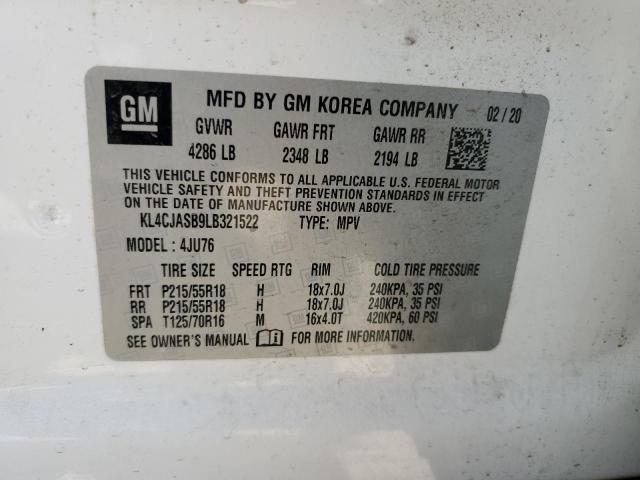 GM MFD BY GM KOREA COMPANY 02/20
GVWR GAWR FRT GAWR RR
4286 LB 2348 LB 2194 LB
THIS VEHICLE CONFORMS TO ALL APPLICABLE U.S. FEDERAL MOTOR
VEHICLE SAFETY AND THEFT PREVENTION STANDARDS IN EFFECT
ON THE DATE OF MANUFACTURE SHOWN ABOVE.
KL4CJASB9LB321522 TYPE: MPV
MODEL: 4JU76
TIRE SIZE SPEED RTG RIM COLD TIRE PRESSURE
FRT P215/55R18 H 18x7.0J 240KPA, 35 PSI
RR P215/55R18 H 18x7.0J 240KPA, 35 PSI
SPA T125/70R16 M 16x4.0T 420KPA, 60 PSI
SEE OWNER'S MANUAL FOR MORE INFORMATION.